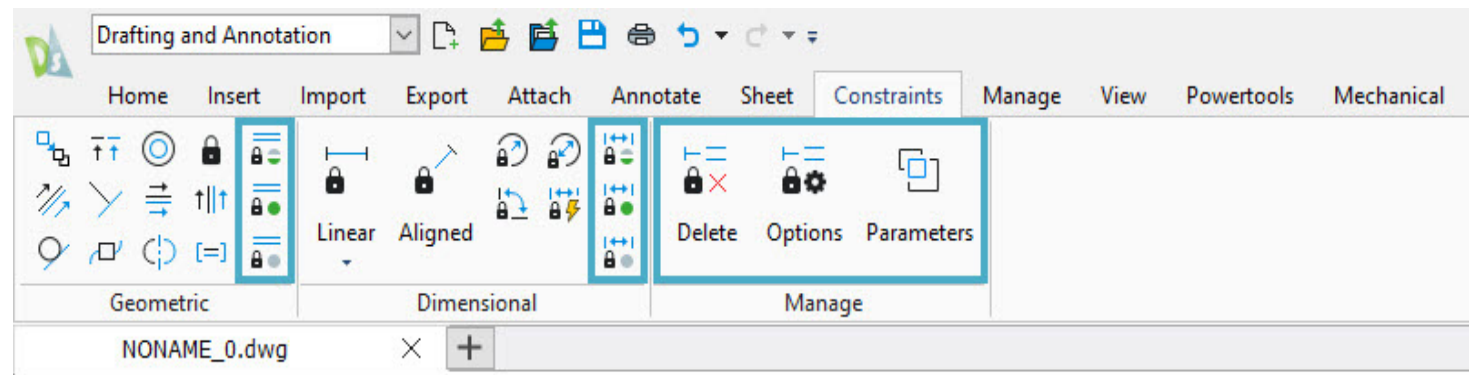 DS
Drafting and Annotation
Home Insert Import Export Attach Annotate Sheet Constraints Manage View Powertools Mechanical
Linear Aligned Delete Options Parameters
Geometric Dimensional Manage
NONAME_0.dwg